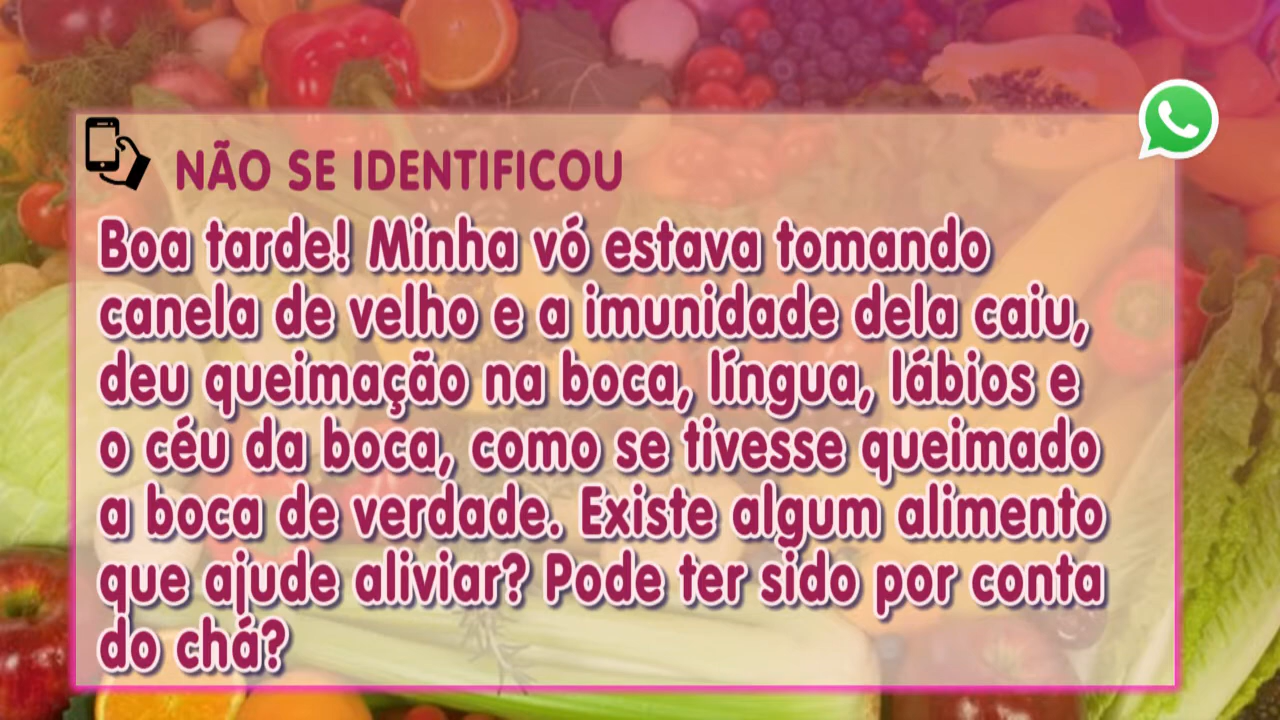 NÃO SE IDENTIFICOU
Boa tarde! Minha vó estava tomando
canela de velho e a imunidade dela caiu,
deu queimação na boca, língua, lábios e
o céu da boca, como se tivesse queimado
a boca de verdade. Existe algum alimento
que ajude aliviar? Pode ter sido por conta
do chá?